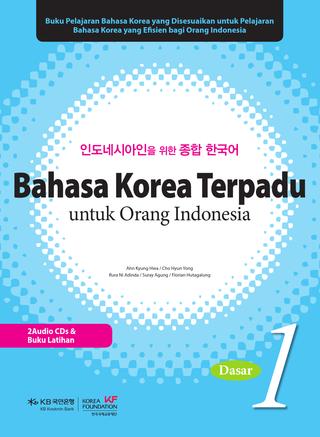 Buku Pelajaran Bahasa Korea yang Disesuaikan untuk Pelajaran
Bahasa Korea yang Efisien bagi Orang Indonesia
인도네시아인을 위한 종합 한국어
Bahasa Korea Terpadu
untuk Orang Indonesia
Ahn Kyung Hwa / Cho Hyun Yong
Rura Ni Adinda / Suray Agung / Florian Hutagalung
2Audio CDs &
Buku Latihan
Dasar 1
KB 국민은행
KB Kookmin Bank
KOREA
FOUNDATION
KF
한국국제교류재단